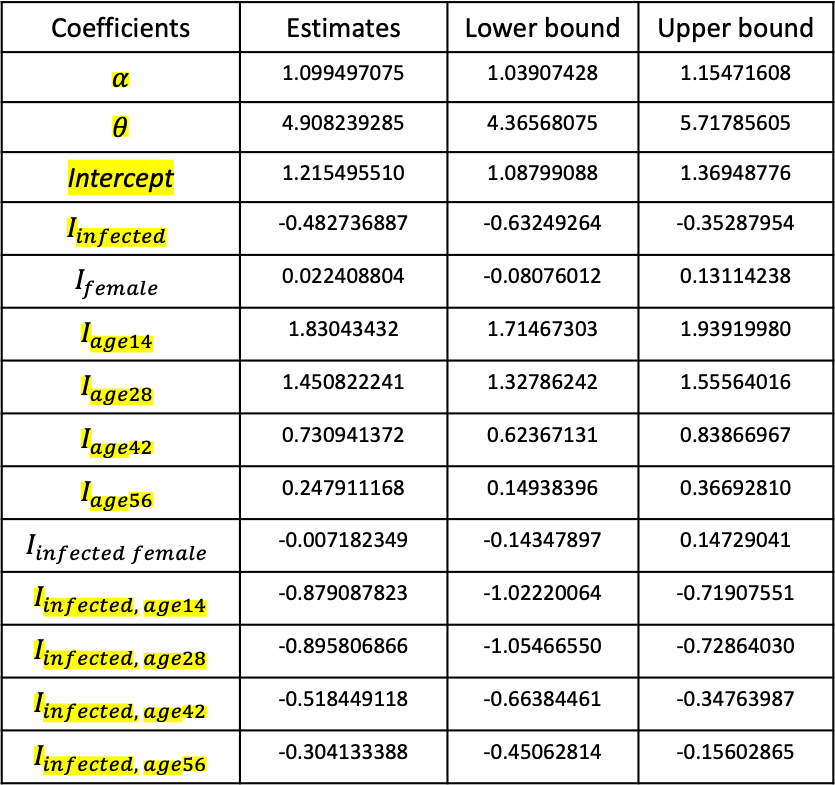 Coefficients Estimates Lower bound Upper bound
α 1.099497075 1.03907428 1.15471608
θ 4.908239285 4.36568075 5.71785605
Intercept 1.215495510 1.08799088 1.36948776
I_infected -0.482736887 -0.63249264 -0.35287954
I_female 0.022408804 -0.08076012 0.13114238
I_age14 1.83043432 1.71467303 1.93919980
I_age28 1.450822241 1.32786242 1.55564016
I_age42 0.730941372 0.62367131 0.83866967
I_age56 0.247911168 0.14938396 0.36692810
I_infected female -0.007182349 -0.14347897 0.14729041
I_infected, age14 -0.879087823 -1.02220064 -0.71907551
I_infected, age28 -0.895806866 -1.05466550 -0.72864030
I_infected, age42 -0.518449118 -0.66384461 -0.34763987
I_infected, age56 -0.304133388 -0.45062814 -0.15602865